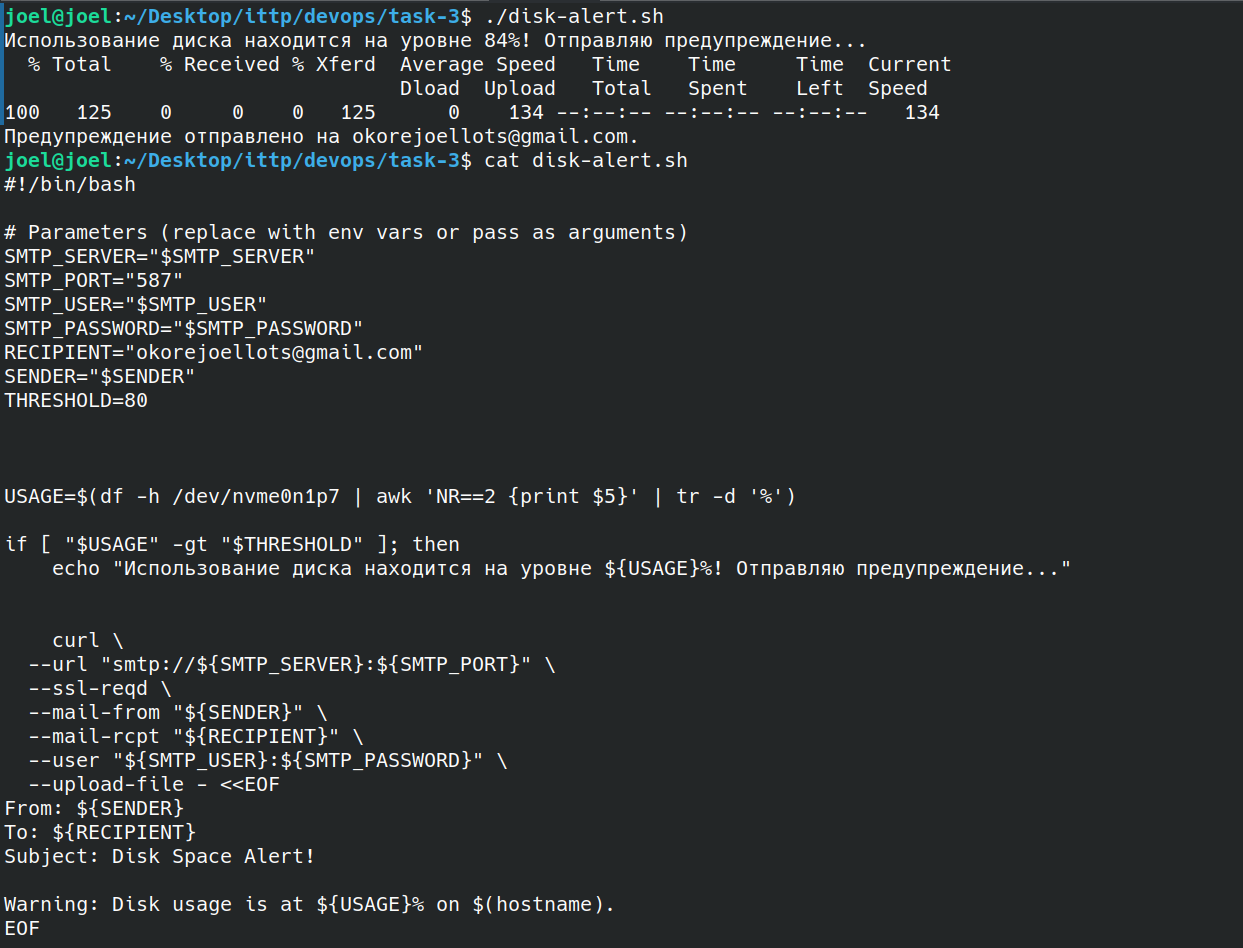 joel@joel:~/Desktop/ittp/devops/task-3$ ./disk-alert.sh
Использование диска находится на уровне 84%! Отправляю предупреждение...
  % Total    % Received % Xferd  Average Speed   Time    Time     Time  Current
                                 Dload  Upload   Total   Spent    Left  Speed
100   125    0     0    0   125      0    134 --:--:-- --:--:-- --:--:--   134
Предупреждение отправлено на okorejoellots@gmail.com.
joel@joel:~/Desktop/ittp/devops/task-3$ cat disk-alert.sh
#!/bin/bash

# Parameters (replace with env vars or pass as arguments)
SMTP_SERVER="$SMTP_SERVER"
SMTP_PORT="587"
SMTP_USER="$SMTP_USER"
SMTP_PASSWORD="$SMTP_PASSWORD"
RECIPIENT="okorejoellots@gmail.com"
SENDER="$SENDER"
THRESHOLD=80

USAGE=$(df -h /dev/nvme0n1p7 | awk 'NR==2 {print $5}' | tr -d '%')

if [ "$USAGE" -gt "$THRESHOLD" ]; then
    echo "Использование диска находится на уровне ${USAGE}%! Отправляю предупреждение..."

    curl \
  --url "smtp://${SMTP_SERVER}:${SMTP_PORT}" \
  --ssl-reqd \
  --mail-from "${SENDER}" \
  --mail-rcpt "${RECIPIENT}" \
  --user "${SMTP_USER}:${SMTP_PASSWORD}" \
  --upload-file - <<EOF
From: ${SENDER}
To: ${RECIPIENT}
Subject: Disk Space Alert!

Warning: Disk usage is at ${USAGE}% on $(hostname).
EOF